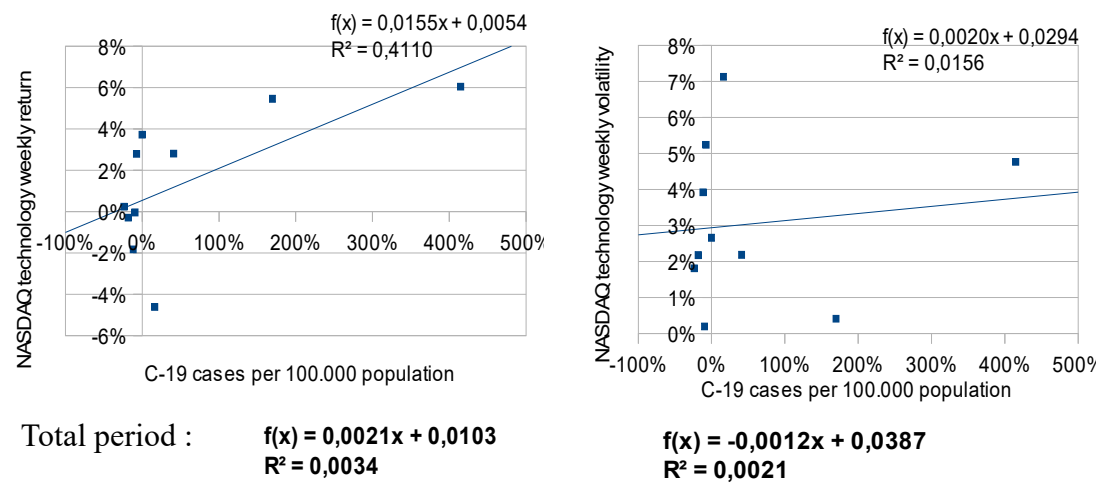 f(x) = 0,0155x + 0,0054
R² = 0,4110
8%
6%
4%
2%
0%
-2%
-4%
-6%
-100%
0%
100%
200%
300%
400%
500%
NASDAQ technology weekly return
C-19 cases per 100.000 population
f(x) = 0,0020x + 0,0294
R² = 0,0156
8%
7%
6%
5%
4%
3%
2%
1%
0%
-100%
0%
100%
200%
300%
400%
500%
NASDAQ technology weekly volatility
C-19 cases per 100.000 population
Total period :
f(x) = 0,0021x + 0,0103
R² = 0,0034
f(x) = -0,0012x + 0,0387
R² = 0,0021